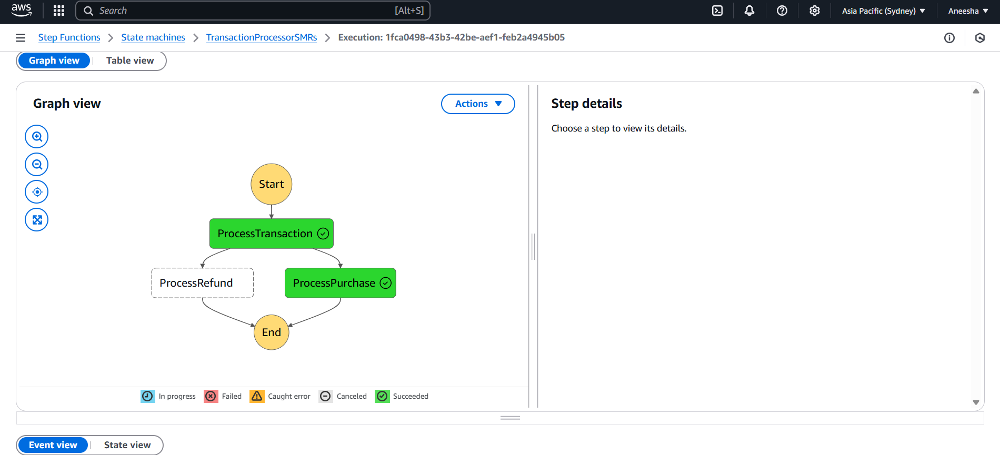 aws
Search
[Alt+S]
Asia Pacific (Sydney)
Aneesha
Step Functions
State machines
TransactionProcessorSMRs
Execution: 1fca0498-43b3-42be-aef1-feb2a4945b05
Graph view
Table view
Graph view
Actions
Step details
Choose a step to view its details.
Start
ProcessTransaction
ProcessRefund
ProcessPurchase
End
In progress
Failed
Caught error
Canceled
Succeeded
Event view
State view